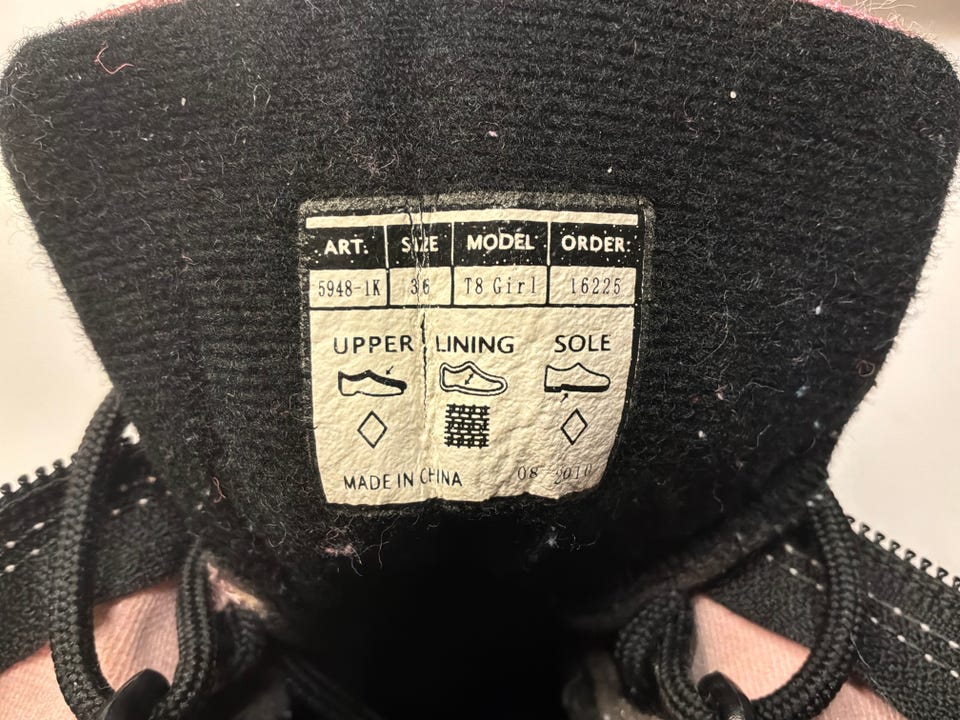 ART: SIZE MODEL ORDER:
5948-1K 36 T8 Girl 16225
UPPER LINING SOLE
MADE IN CHINA 08 2010